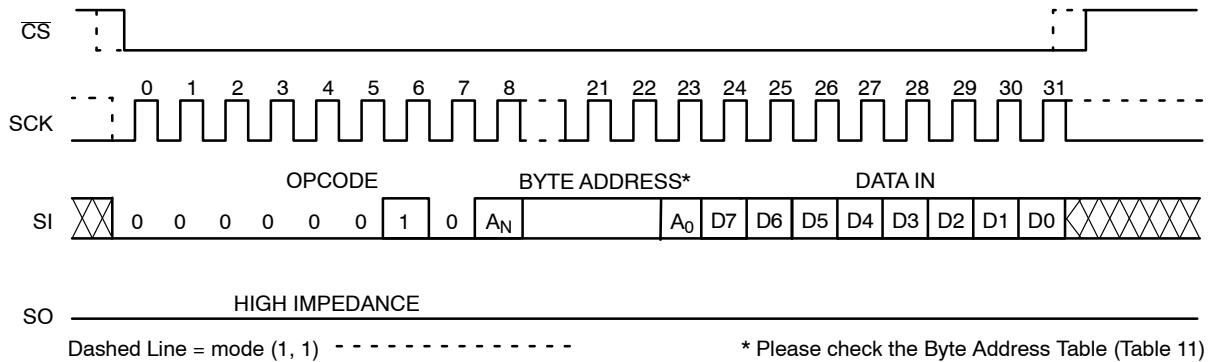 CS
0 1 2 3 4 5 6 7 8 21 22 23 24 25 26 27 28 29 30 31
SCK
OPCODE BYTE ADDRESS* DATA IN
SI 0 0 0 0 0 0 1 0 AN A0 D7 D6 D5 D4 D3 D2 D1 D0
HIGH IMPEDANCE
SO
Dashed Line = mode (1, 1) * Please check the Byte Address Table (Table 11)